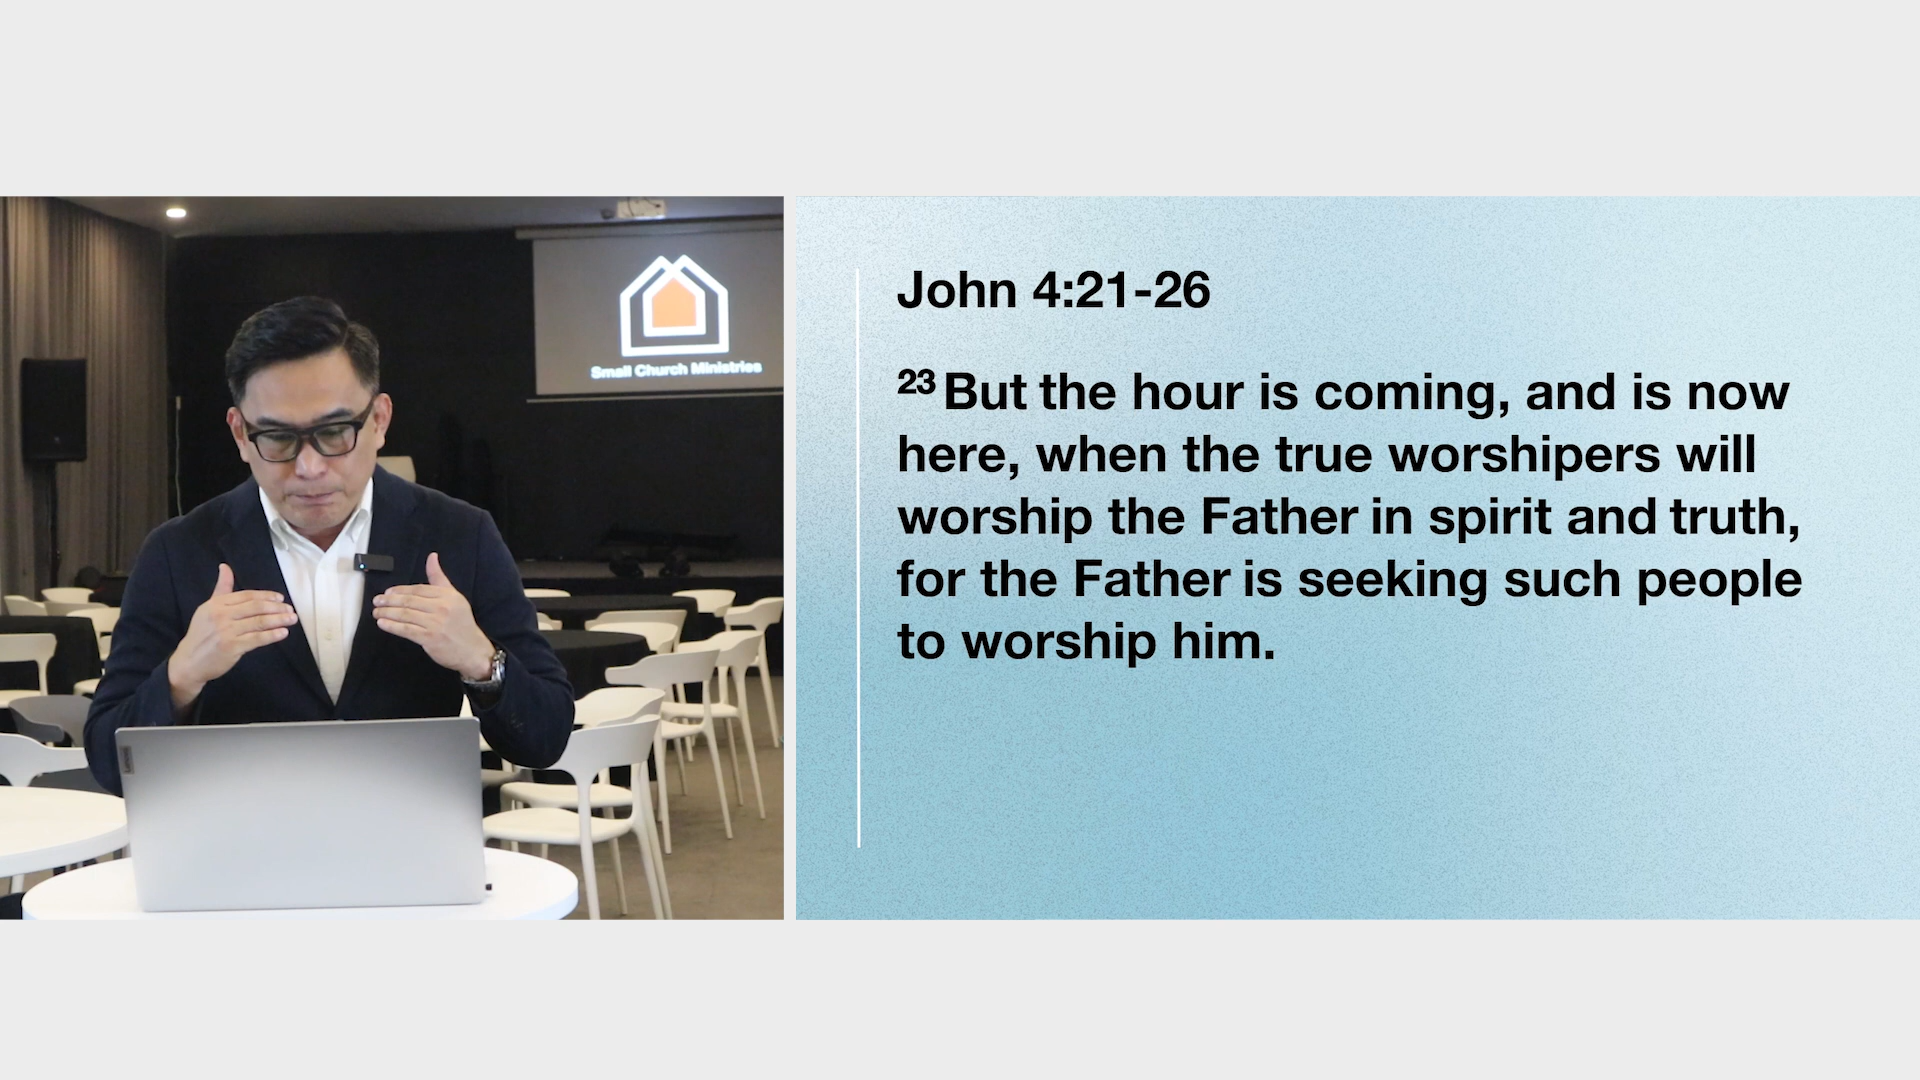 Small Church Ministries
John 4:21-26
23 But the hour is coming, and is now
here, when the true worshipers will
worship the Father in spirit and truth,
for the Father is seeking such people
to worship him.